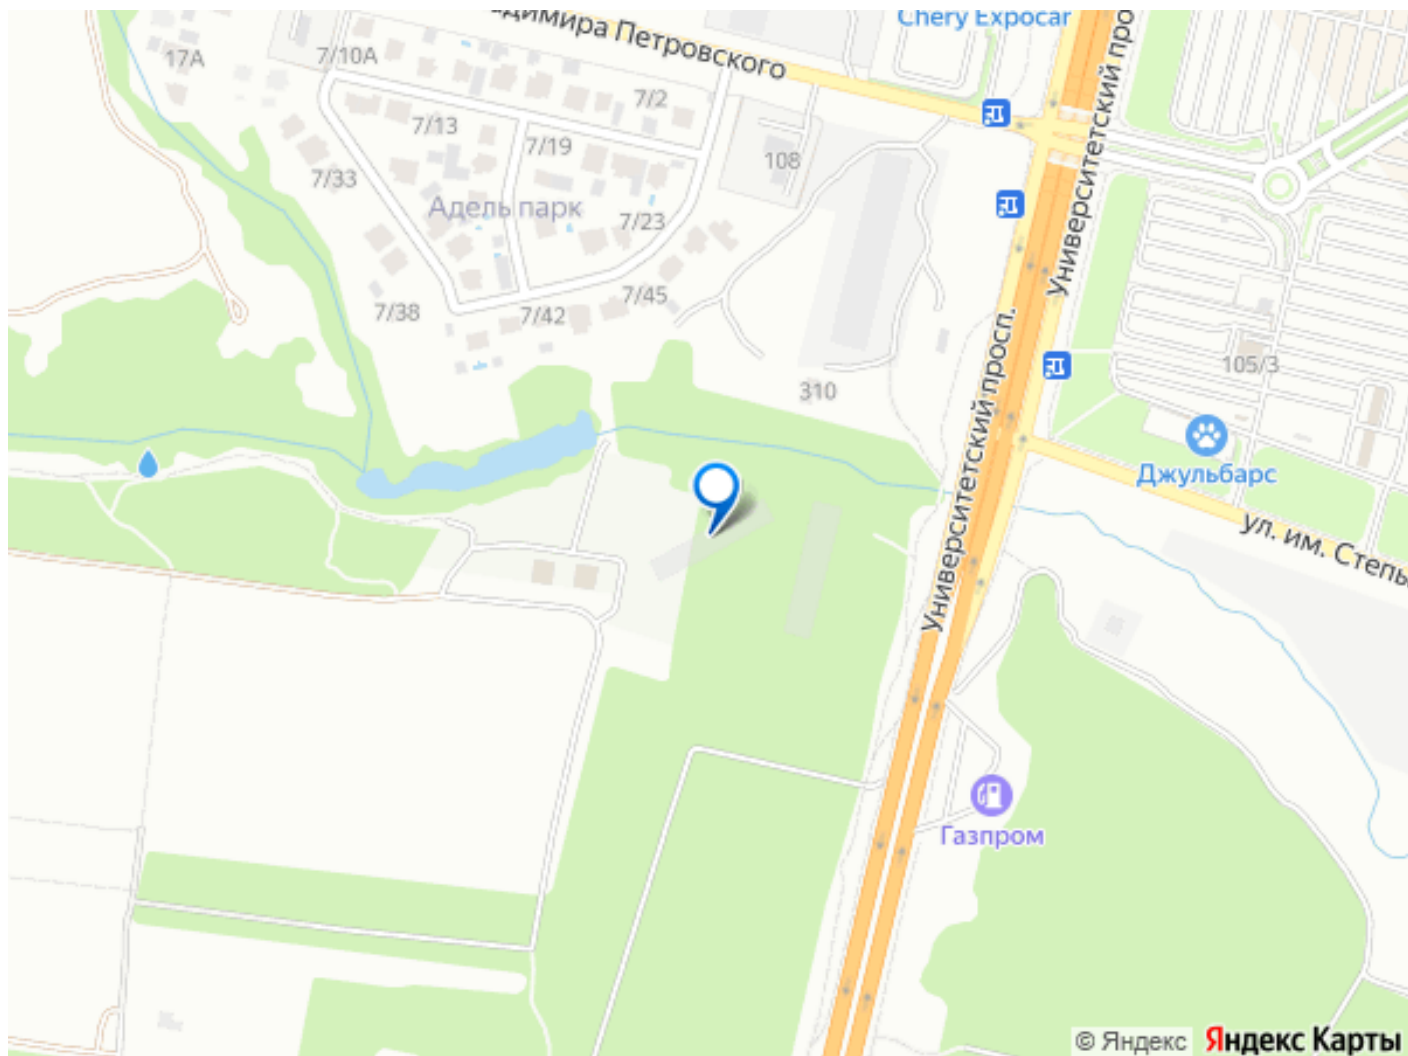 Chery Expocar
адимира Петровского
Университетский про
17А
7/10А
7/2
7/13
7/19
108
7/33
Адель парк
7/23
7/45
7/38
7/42
Университетский просп.
105/3
310
Джульбарс
ул. им. Степь
Газпром
© Яндекс Яндекс Карты